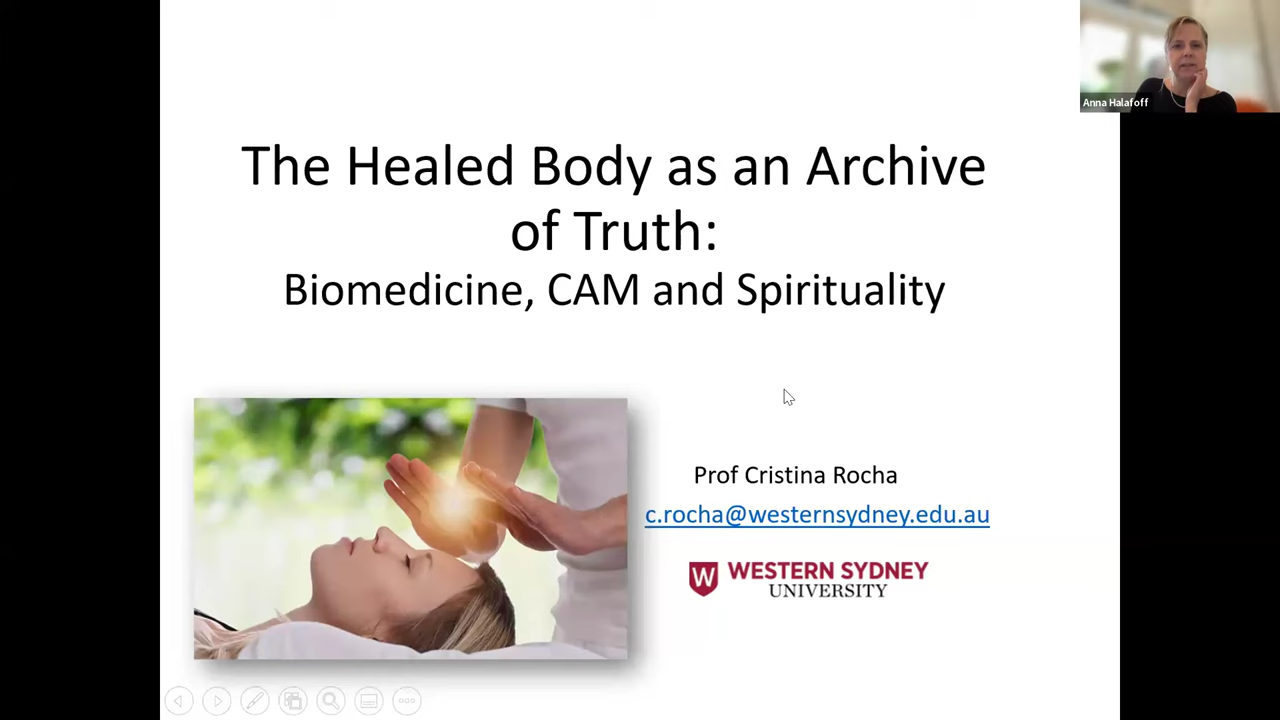 The Healed Body as an Archive
of Truth:
Biomedicine, CAM and Spirituality
Anna Halafoff
Prof Cristina Rocha
c.rocha@westernsydney.edu.au
W WESTERN SYDNEY
UNIVERSITY